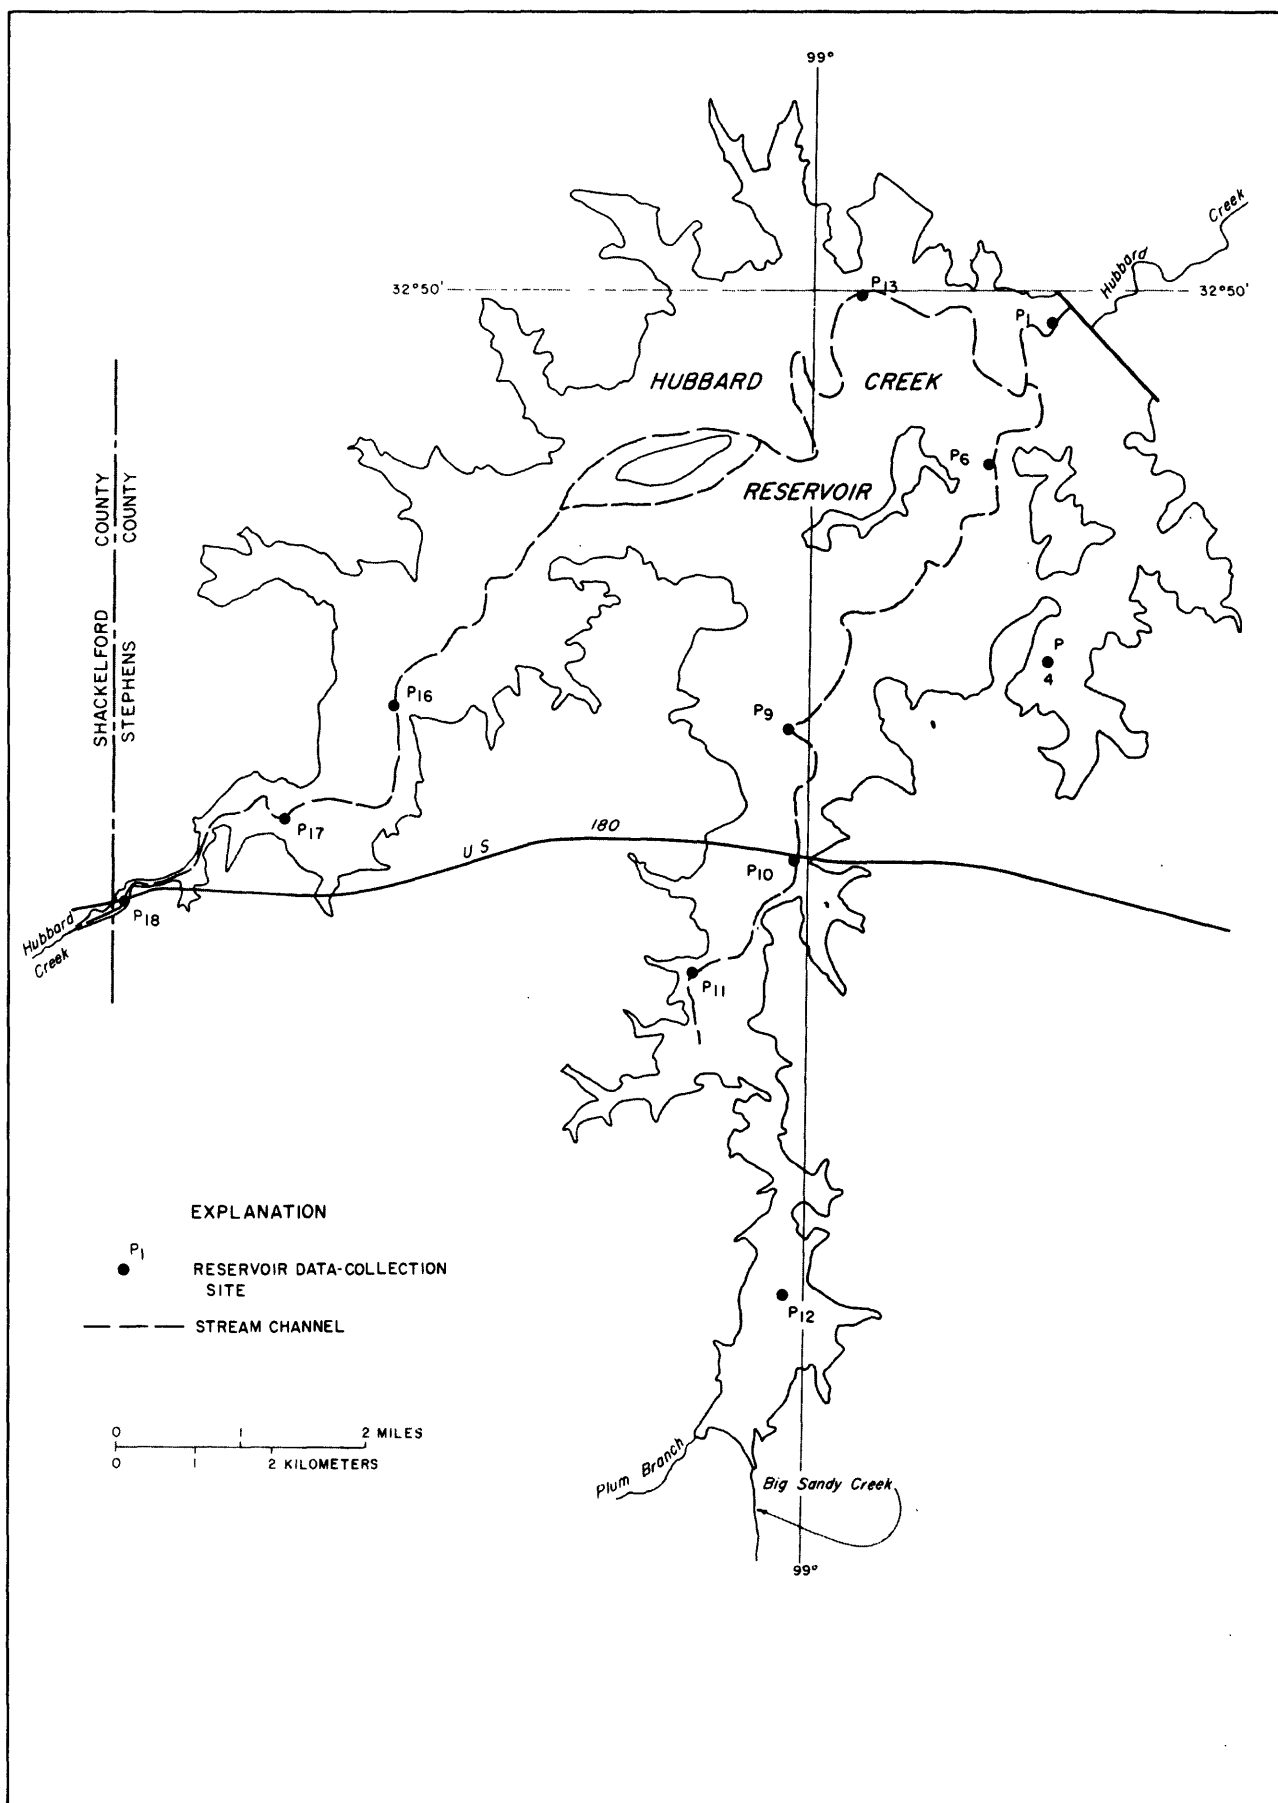 99°
Hubbard Creek
32°50'
P13
32°50'
P1
HUBBARD CREEK
P6
RESERVOIR
SHACKELFORD COUNTY
STEPHENS COUNTY
P
4
P16
P9
P17
US 180
P10
P18
Hubbard
Creek
P11
EXPLANATION
P1
RESERVOIR DATA-COLLECTION
SITE
P12
STREAM CHANNEL
0 1 2 MILES
0 1 2 KILOMETERS
Plum Branch
Big Sandy Creek
99°